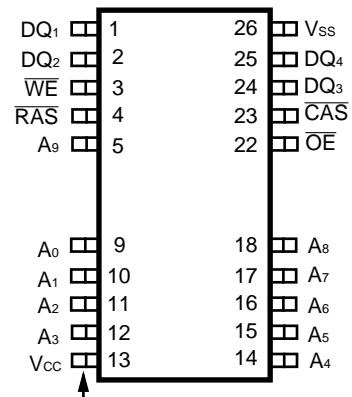 DQ1 1 26 VSS
DQ2 2 25 DQ4
WE 3 24 DQ3
RAS 4 23 CAS
A9 5 22 OE
A0 9 18 A8
A1 10 17 A7
A2 11 16 A6
A3 12 15 A5
VCC 13 14 A4